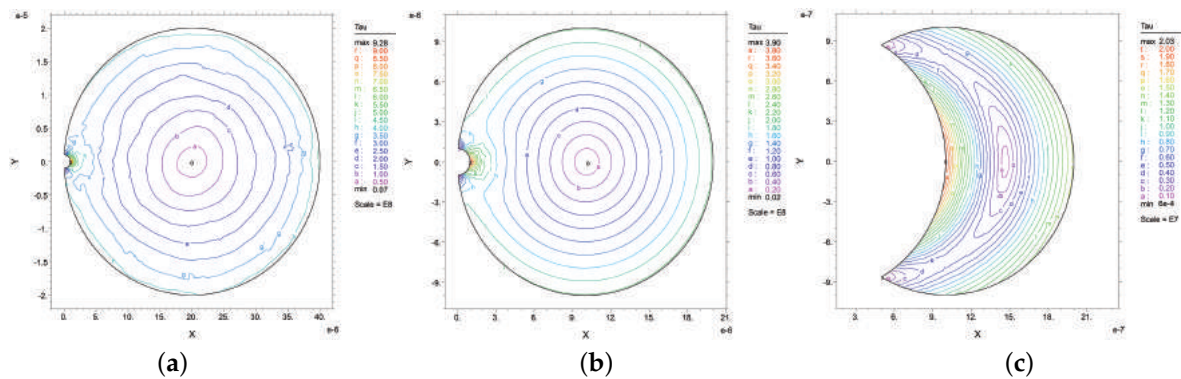 e-5
Y
2.
1.5
1.
0.5
0.
-0.5
-1.
-1.5
-2.
0. 5. 10. 15. 20. 25. 30. 35. 40.
X
e-6
Tau
max 9.28
r : 9.00
q : 8.50
p : 8.00
o : 7.50
n : 7.00
m : 6.50
l : 6.00
k : 5.50
j : 5.00
i : 4.50
h : 4.00
g : 3.50
f : 3.00
e : 2.50
d : 2.00
c : 1.50
b : 1.00
a : 0.50
min 0.07
Scale = E8
(a)
e-6
Y
9.
6.
3.
0.
-3.
-6.
-9.
0. 3. 6. 9. 12. 15. 18. 21.
X
e-6
Tau
max 3.90
3.80
3.60
q : 3.40
p : 3.20
o : 3.00
n : 2.80
m : 2.60
l : 2.40
k : 2.20
j : 2.00
i : 1.80
h : 1.60
g : 1.40
f : 1.20
e : 1.00
d : 0.80
c : 0.60
b : 0.40
a : 0.20
min 0.02
Scale = E8
(b)
e-7
Y
9.
6.
3.
0.
-3.
-6.
-9.
3. 6. 9. 12. 15. 18. 21.
X
e-7
Tau
max 2.03
2.00
1.90
1.80
q : 1.70
p : 1.60
o : 1.50
n : 1.40
m : 1.30
l : 1.20
k : 1.10
j : 1.00
i : 0.90
h : 0.80
g : 0.70
f : 0.60
e : 0.50
d : 0.40
c : 0.30
b : 0.20
a : 0.10
min 6e-4
Scale = E7
(c)